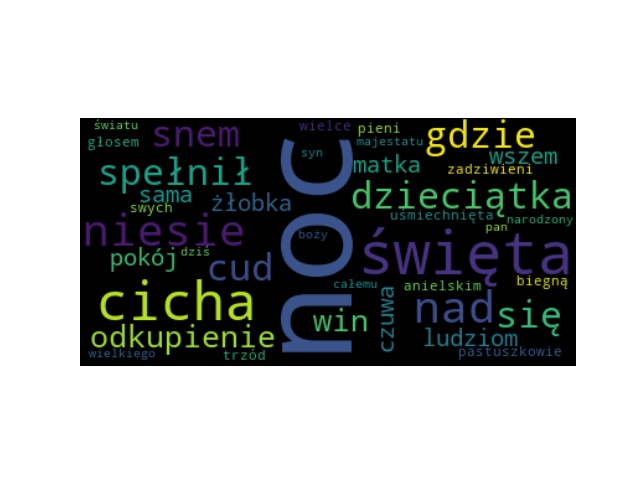 światu
głosem
snem
wielce
pieni
majestatu
gdzie
wszem
spełnił
syn
matka
zadziwieni
sama
swych
żłobka
noc
dzieciątka
uśmiechnięta
narodzony
niesie
boży
pan
święta
pokój
dziś
cud
całemu
anielskim
biegną
cicha
win
czuwa
nad
się
odkupienie
ludziom
wielkiego
trzód
pastuszkowie